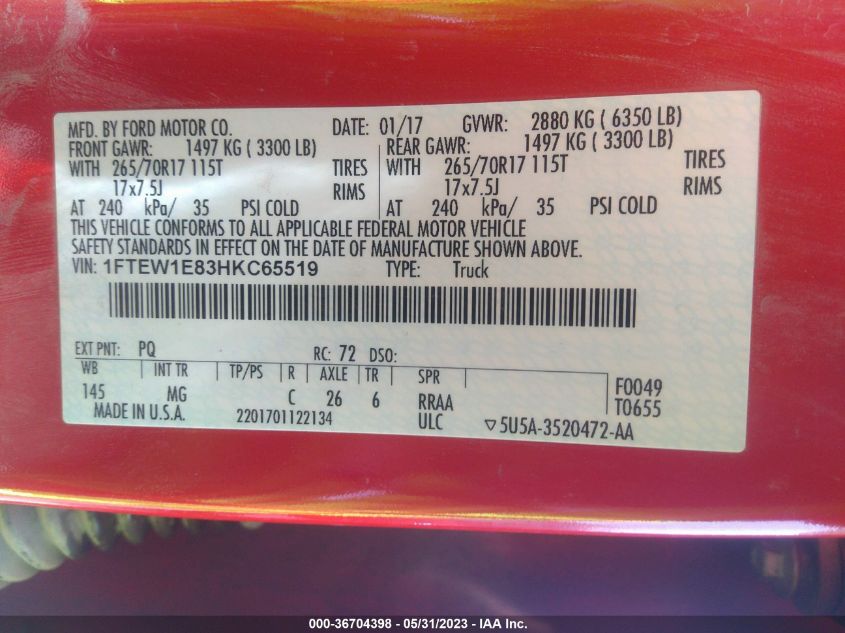 MFD. BY FORD MOTOR CO. DATE: 01/17 GVWR: 2880 KG ( 6350 LB)
FRONT GAWR: 1497 KG ( 3300 LB) REAR GAWR: 1497 KG ( 3300 LB)
WITH 265/70R17 115T TIRES WITH 265/70R17 115T TIRES
17x7.5J RIMS 17x7.5J RIMS
AT 240 kPa/ 35 PSI COLD AT 240 kPa/ 35 PSI COLD
THIS VEHICLE CONFORMS TO ALL APPLICABLE FEDERAL MOTOR VEHICLE
SAFETY STANDARDS IN EFFECT ON THE DATE OF MANUFACTURE SHOWN ABOVE.
VIN: 1FTEW1E83HKC65519 TYPE: Truck
EXT PNT: PQ RC: 72 DSO:
WB INT TR TP/PS R AXLE TR SPR F0049
145 MG C 26 6 RRAA T0655
MADE IN U.S.A. 2201701122134 ULC ▽5U5A-3520472-AA
000-36704398 - 05/31/2023 - IAA Inc.